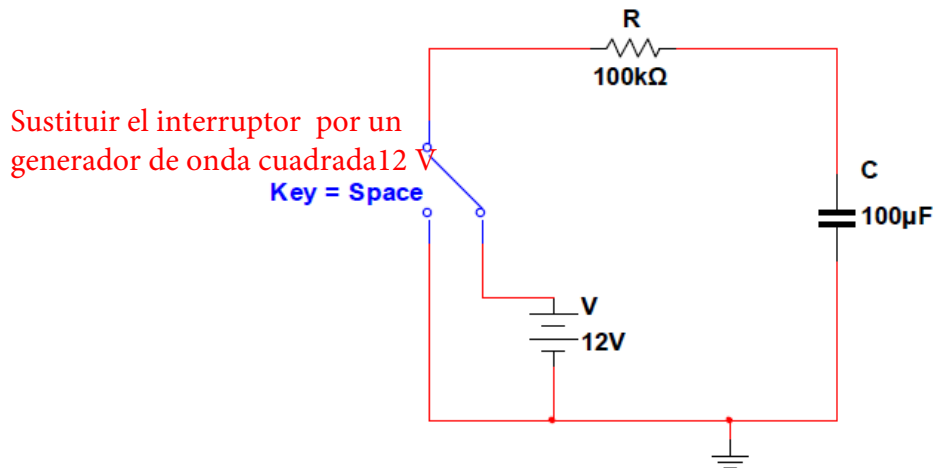 R
100kΩ
Sustituir el interruptor por un
generador de onda cuadrada12 V
Key = Space
C
100µF
V
12V